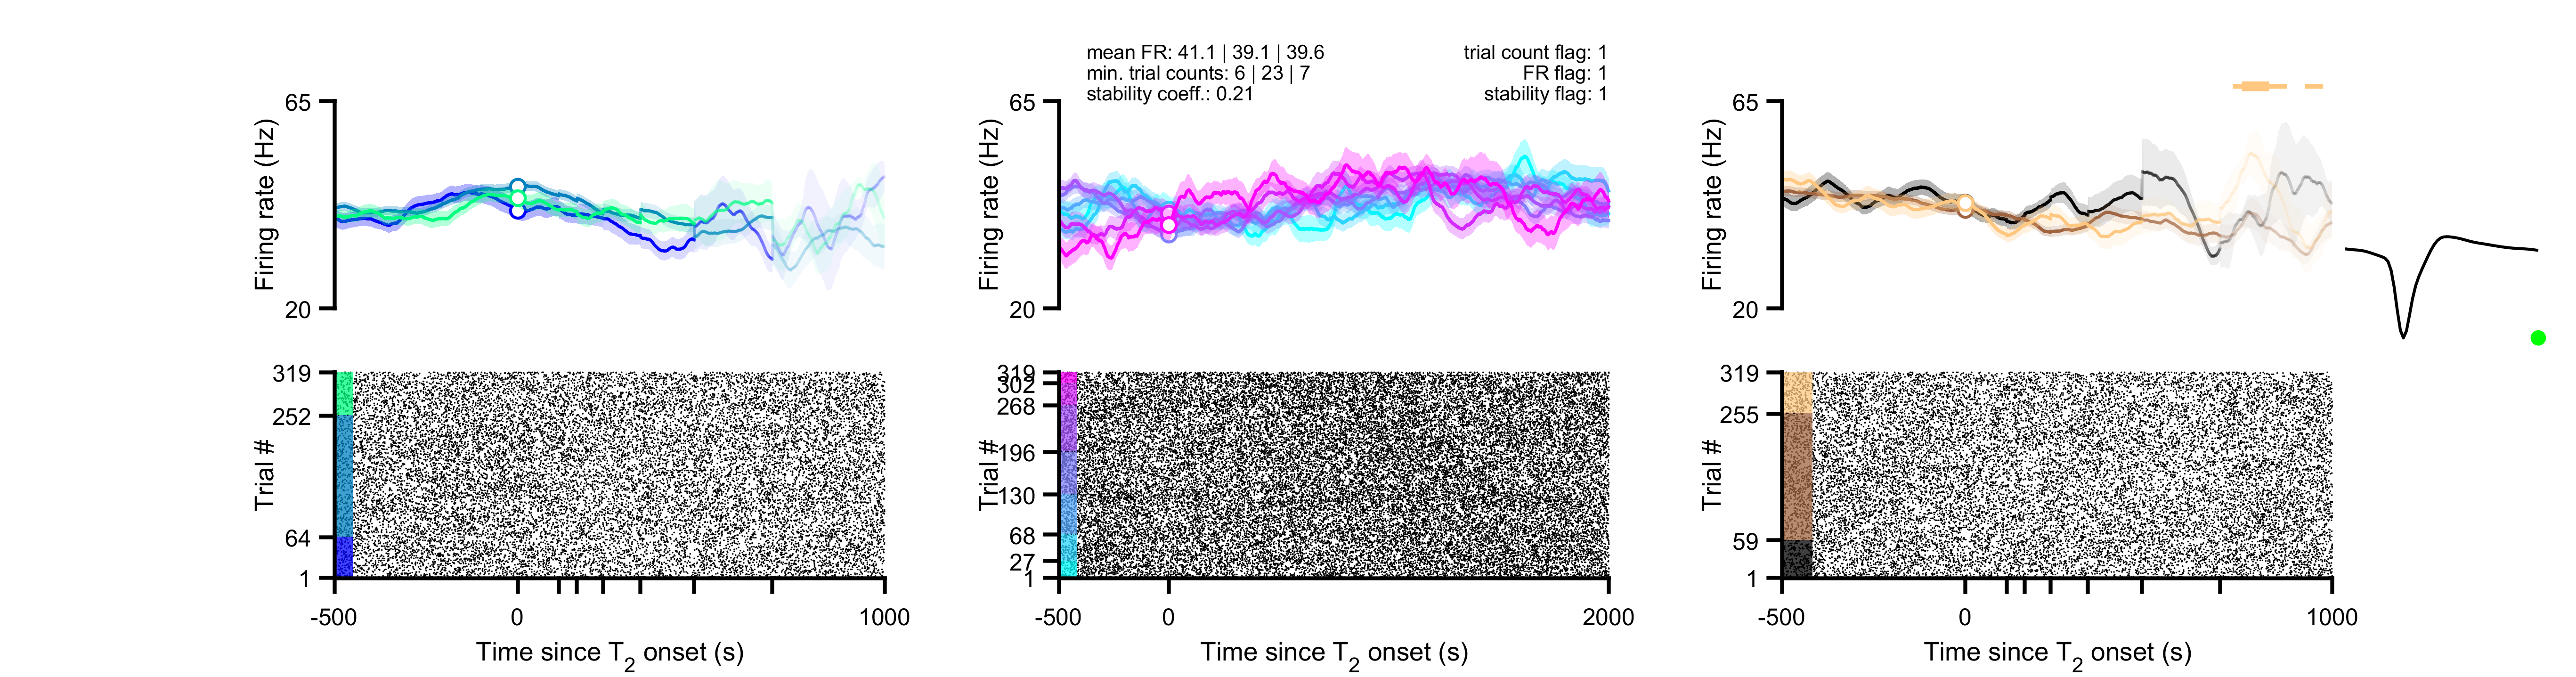 mean FR: 41.1 | 39.1 | 39.6
min. trial counts: 6 | 23 | 7
stability coeff.: 0.21
trial count flag: 1
FR flag: 1
stability flag: 1
65
20
Firing rate (Hz)
65
20
Firing rate (Hz)
65
20
Firing rate (Hz)
319
252
64
1
Trial #
-500
0
1000
Time since T2 onset (s)
319
302
268
196
130
68
27
1
Trial #
-500
0
2000
Time since T2 onset (s)
319
255
59
1
Trial #
-500
0
1000
Time since T2 onset (s)